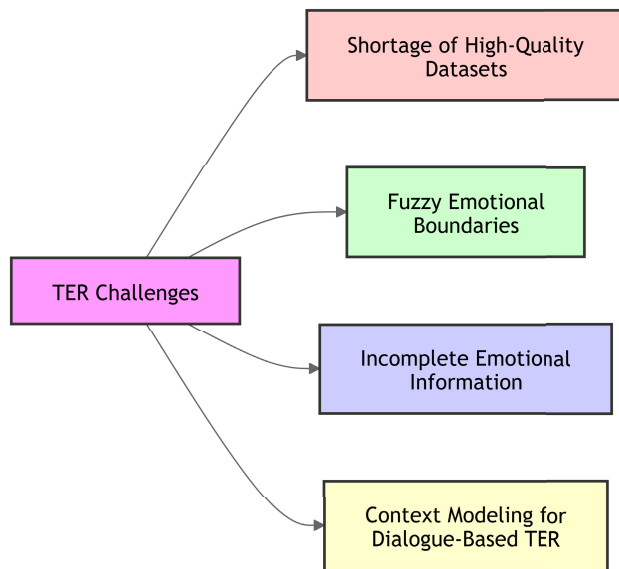 Shortage of High-Quality
Datasets
Fuzzy Emotional
Boundaries
TER Challenges
Incomplete Emotional
Information
Context Modeling for
Dialogue-Based TER